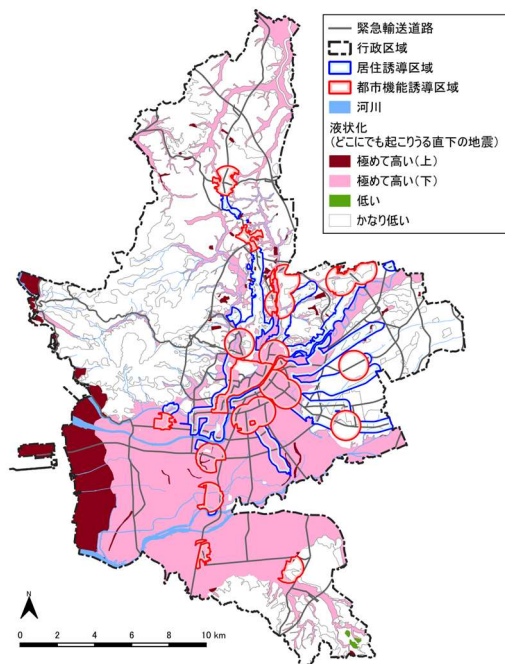 緊急輸送道路
行政区域
居住誘導区域
都市機能誘導区域
河川
液状化
(どこにでも起こりうる直下の地震)
極めて高い(上)
極めて高い(下)
低い
かなり低い
N
0 2 4 6 8 10 km